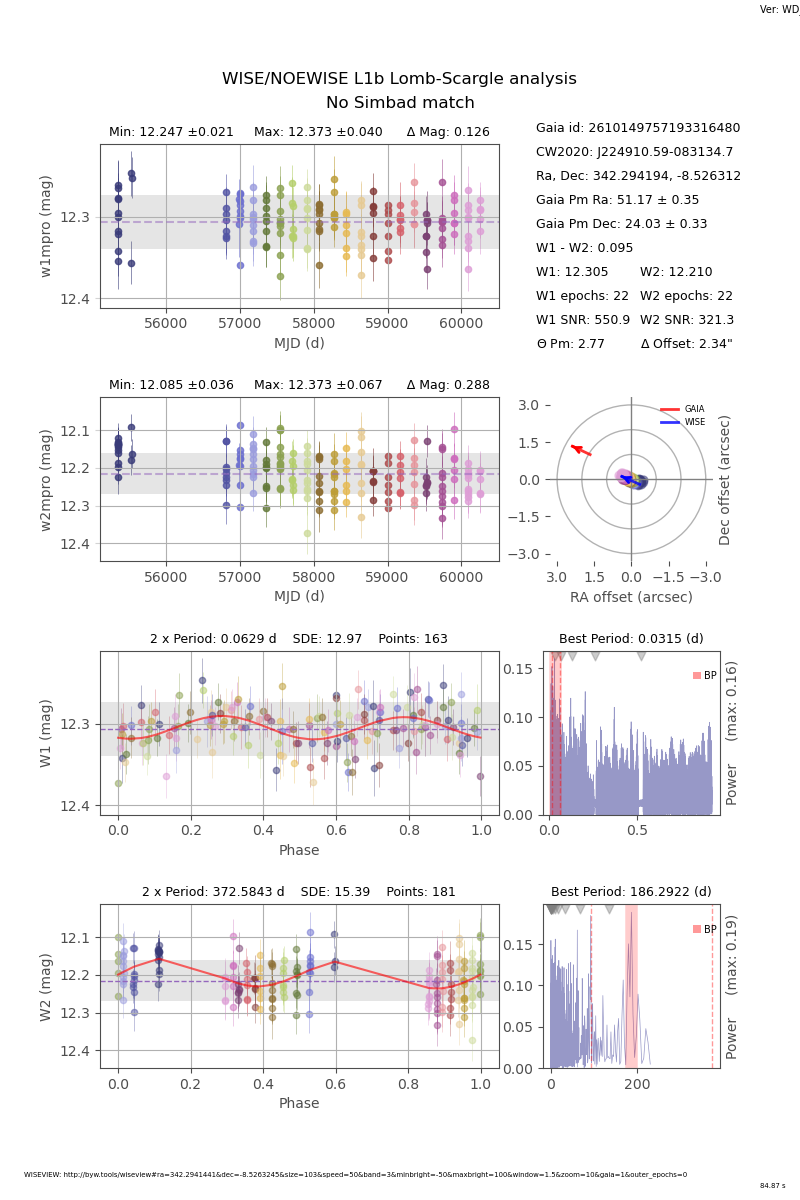 Ver: WD
WISE/NOEWISE L1b Lomb-Scargle analysis
No Simbad match
Min: 12.247 ±0.021 Max: 12.373 ±0.040 Δ Mag: 0.126
w1mpro (mag)
12.3
12.4
56000 57000 58000 59000 60000
MJD (d)
Gaia id: 2610149757193316480
CW2020: J224910.59-083134.7
Ra, Dec: 342.294194, -8.526312
Gaia Pm Ra: 51.17 ± 0.35
Gaia Pm Dec: 24.03 ± 0.33
W1 - W2: 0.095
W1: 12.305 W2: 12.210
W1 epochs: 22 W2 epochs: 22
W1 SNR: 550.9 W2 SNR: 321.3
Θ Pm: 2.77 Δ Offset: 2.34"
Min: 12.085 ±0.036 Max: 12.373 ±0.067 Δ Mag: 0.288
w2mpro (mag)
12.1
12.2
12.3
12.4
56000 57000 58000 59000 60000
MJD (d)
GAIA
WISE
3.0
1.5
0.0
−1.5
−3.0
3.0 1.5 0.0 −1.5 −3.0
RA offset (arcsec)
Dec offset (arcsec)
2 x Period: 0.0629 d SDE: 12.97 Points: 163
W1 (mag)
12.3
12.4
0.0 0.2 0.4 0.6 0.8 1.0
Phase
Best Period: 0.0315 (d)
BP
0.15
0.10
0.05
0.00
0.0 0.5
Power (max: 0.16)
2 x Period: 372.5843 d SDE: 15.39 Points: 181
W2 (mag)
12.1
12.2
12.3
12.4
0.0 0.2 0.4 0.6 0.8 1.0
Phase
Best Period: 186.2922 (d)
BP
0.15
0.10
0.05
0.00
0 200
Power (max: 0.19)
WISEVIEW: http://byw.tools/wiseview#ra=342.2941441&dec=-8.5263245&size=103&speed=50&band=3&minbright=-50&maxbright=100&window=1.5&zoom=10&gaia=1&outer_epochs=0
84.87 s